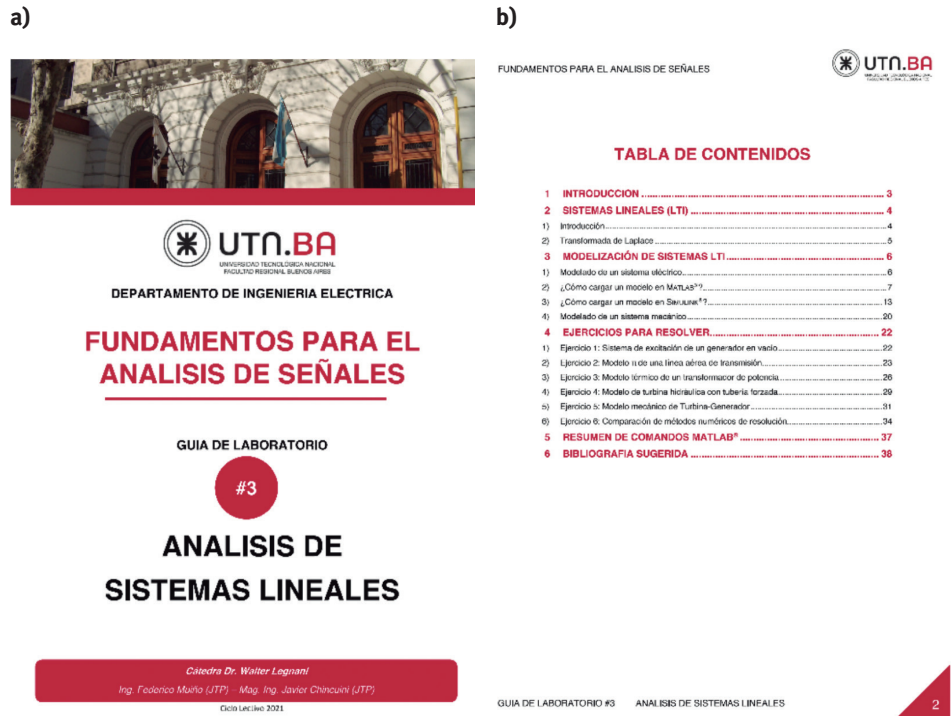 a)
UTN.BA
UNIVERSIDAD TECNOLÓGICA NACIONAL
FACULTAD REGIONAL BUENOS AIRES
DEPARTAMENTO DE INGENIERIA ELECTRICA
FUNDAMENTOS PARA EL
ANALISIS DE SEÑALES
GUIA DE LABORATORIO
#3
ANALISIS DE
SISTEMAS LINEALES
Cátedra Dr. Walter Legnani
Ing. Federico Muiño (JTP) – Mag. Ing. Javier Chincuini (JTP)
Ciclo Lectivo 2021
b)
FUNDAMENTOS PARA EL ANALISIS DE SEÑALES
UTN.BA
TABLA DE CONTENIDOS
1 INTRODUCCION ... 3
2 SISTEMAS LINEALES (LTI) ... 4
1) Introducción ... 4
2) Transformada de Laplace ... 5
3 MODELIZACIÓN DE SISTEMAS LTI ... 6
1) Modelado de un sistema eléctrico ... 6
2) ¿Cómo cargar un modelo en MATLAB®? ... 7
3) ¿Cómo cargar un modelo en SIMULINK®? ... 13
4) Modelado de un sistema mecánico ... 20
4 EJERCICIOS PARA RESOLVER ... 22
1) Ejercicio 1: Sistema de excitación de un generador en vacío ... 22
2) Ejercicio 2: Modelo π de una línea aérea de transmisión ... 23
3) Ejercicio 3: Modelo térmico de un transformador de potencia ... 26
4) Ejercicio 4: Modelo de turbina hidráulica con tubería forzada ... 29
5) Ejercicio 5: Modelo mecánico de Turbina-Generador ... 31
6) Ejercicio 6: Comparación de métodos numéricos de resolución ... 34
5 RESUMEN DE COMANDOS MATLAB® ... 37
6 BIBLIOGRAFIA SUGERIDA ... 38
GUIA DE LABORATORIO #3 ANALISIS DE SISTEMAS LINEALES
2